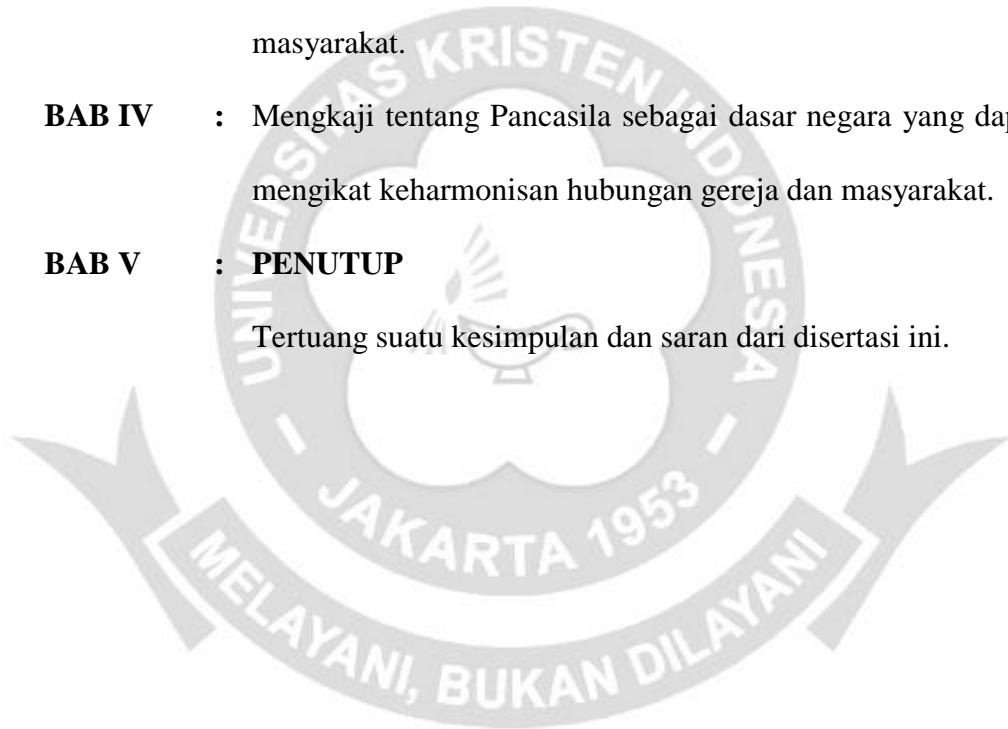 masyarakat.
BAB IV : Mengkaji tentang Pancasila sebagai dasar negara yang
mengikat keharmonisan hubungan gereja dan masyarakat.
BAB V : PENUTUP
Tertuang suatu kesimpulan dan saran dari disertasi ini.
UNIVERSITAS KRISTEN INDONESIA
JAKARTA 1953
MELAYANI, BUKAN DILAYANI